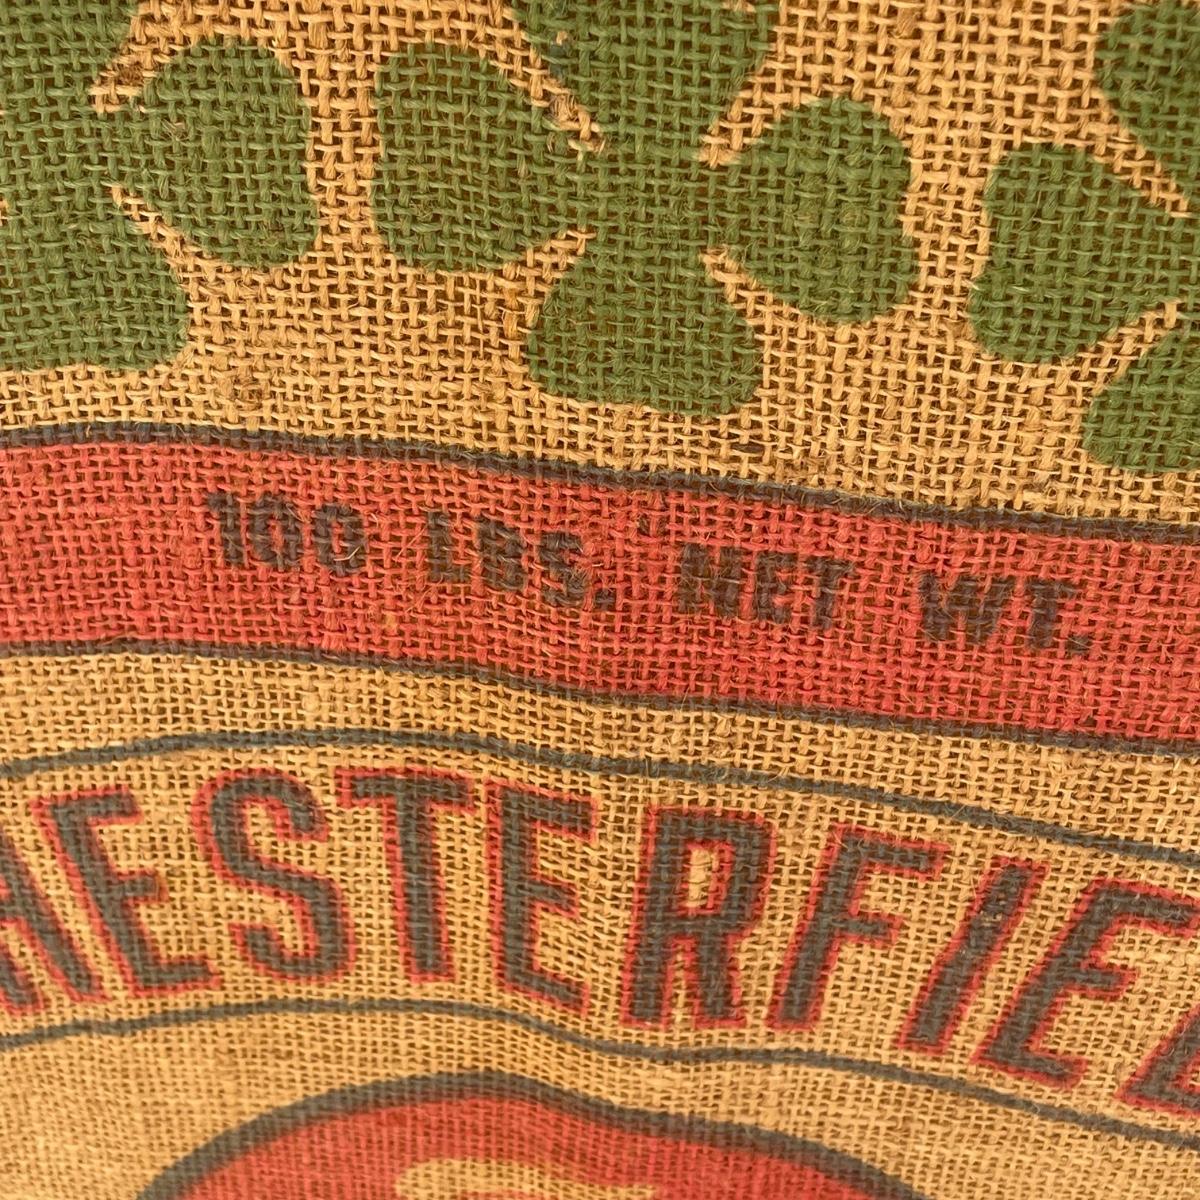 100 LBS. NET WT.
HESTERFIEL